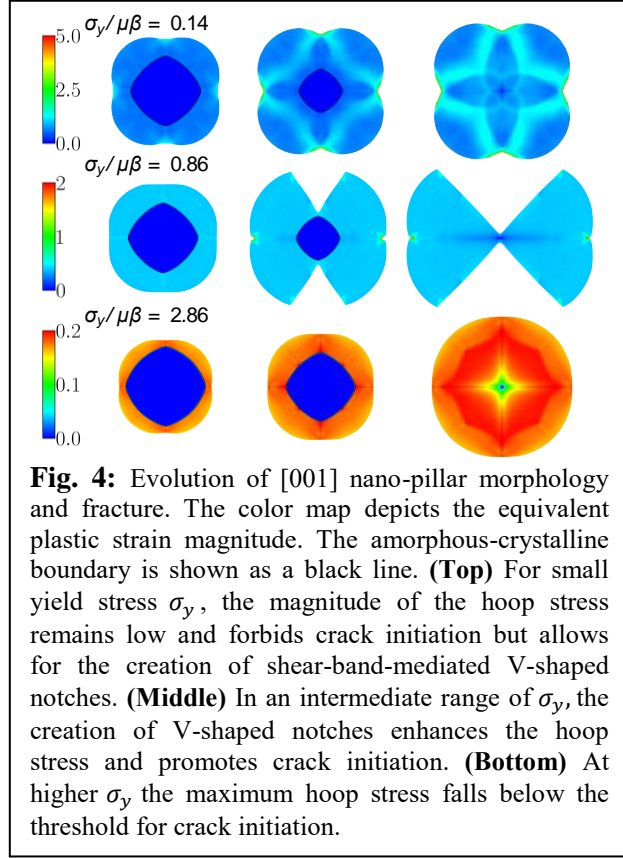 σy/μβ = 0.14
5.0
2.5
0.0
σy/μβ = 0.86
2
1
0
σy/μβ = 2.86
0.2
0.1
0.0
Fig. 4: Evolution of [001] nano-pillar morphology
and fracture. The color map depicts the equivalent
plastic strain magnitude. The amorphous-crystalline
boundary is shown as a black line. (Top) For small
yield stress σy, the magnitude of the hoop stress
remains low and forbids crack initiation but allows
for the creation of shear-band-mediated V-shaped
notches. (Middle) In an intermediate range of σy, the
creation of V-shaped notches enhances the hoop
stress and promotes crack initiation. (Bottom) At
higher σy the maximum hoop stress falls below the
threshold for crack initiation.